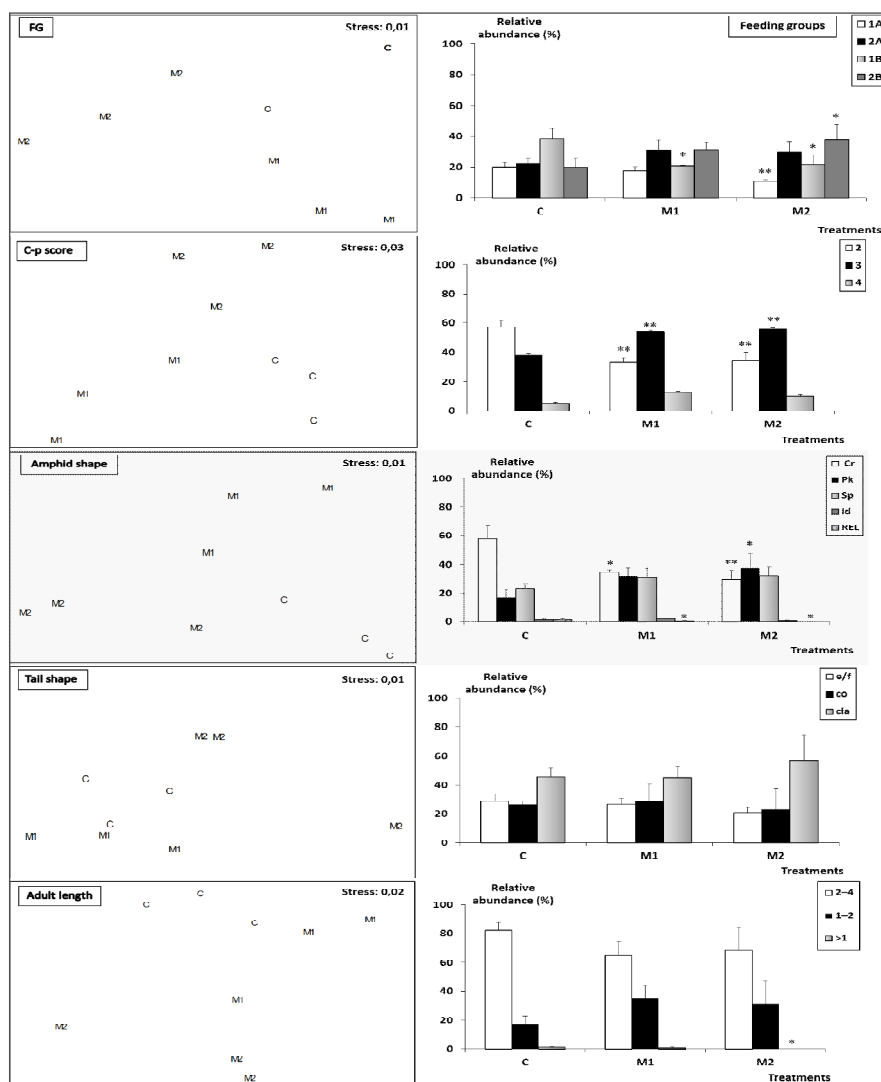 FG
Stress: 0,01
C
M2
C
M2
M2
M1
M1
M1
Relative
abundance (%)
Feeding groups
1A
2A
1B
2B
100
80
60
40
20
0
*
*
**
*
C
M1
M2
Treatments
C-p score
Stress: 0,03
M2
M2
M2
M1
C
C
M1
C
M1
Relative
abundance (%)
2
3
4
100
80
60
40
20
0
**
**
**
**
C
M1
M2
Treatments
Amphid shape
Stress: 0,01
M1
M1
M1
C
M2
M2
M2
C
C
Relative
abundance (%)
Cr
Pk
Sp
Id
REL
100
80
60
40
20
0
*
*
**
*
*
C
M1
M2
Treatments
Tail shape
Stress: 0,01
M2 M2
C
C
C
M1
M1
M2
M1
Relative
abundance (%)
e/f
co
cla
100
80
60
40
20
0
C
M1
M2
Treatments
Adult length
Stress: 0,02
C
C
C
M1
M1
M1
M2
M2
M2
Relative
abundance (%)
2–4
1–2
>1
100
80
60
40
20
0
*
C
M1
M2
Treatments